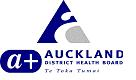 a+ AUCKLAND
DISTRICT HEALTH BOARD
Te Toka Tumai